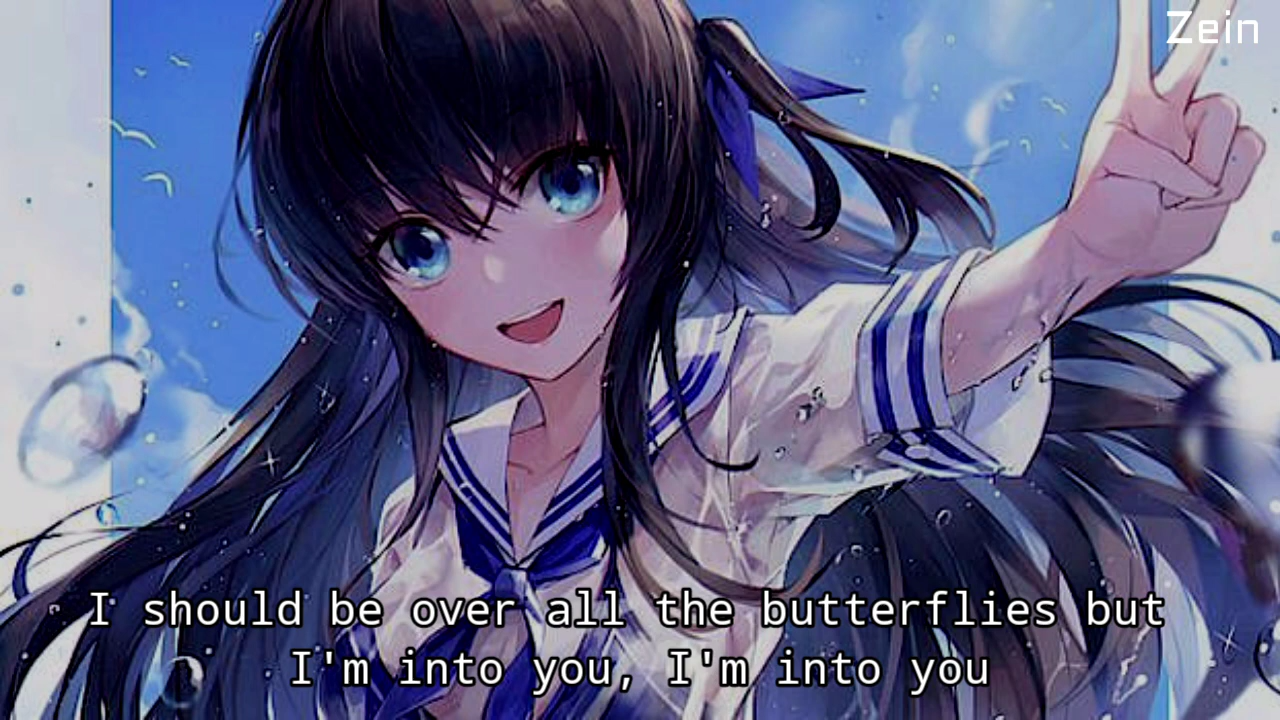 Zein
I should be over all the butterflies but
I'm into you, I'm into you